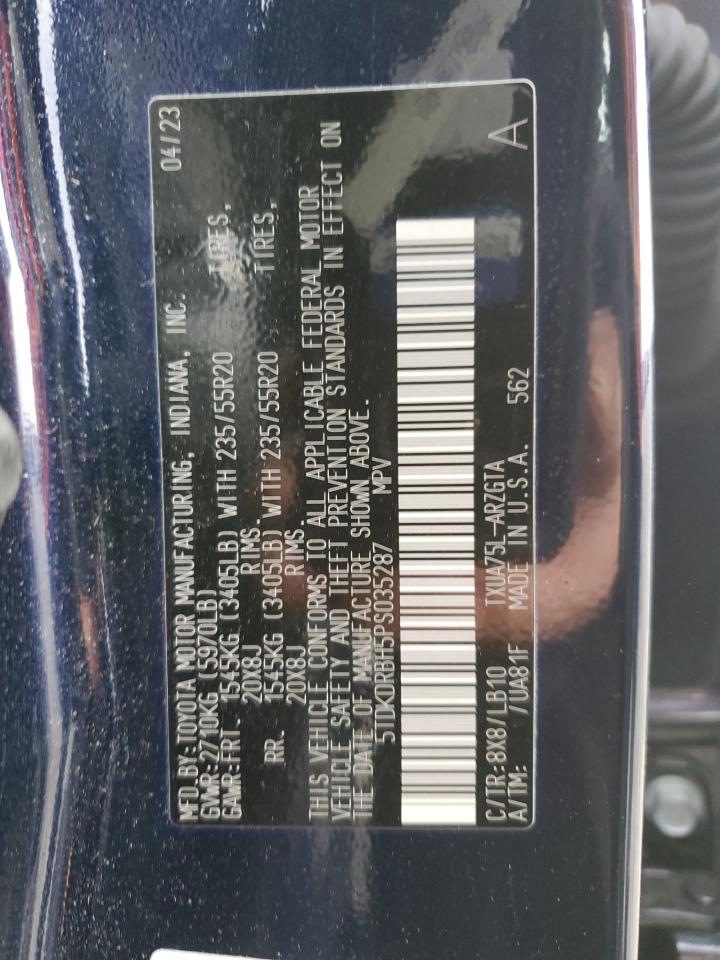 MFD. BY: TOYOTA MOTOR MANUFACTURING, INDIANA, INC. 04/23
GVWR: 2710KG (5970LB)
GAWR: FRT. 1545KG (3405LB) WITH 235/55R20 TIRES,
20X8J RIMS.
RR. 1545KG (3405LB) WITH 235/55R20 TIRES,
20X8J RIMS.
THIS VEHICLE CONFORMS TO ALL APPLICABLE FEDERAL MOTOR
VEHICLE SAFETY AND THEFT PREVENTION STANDARDS IN EFFECT ON
THE DATE OF MANUFACTURE SHOWN ABOVE.
5TDKDRBH5PS035287 MPV
C/TR: 8X8/LB10 TXUA75L-ARZGTA A
A/TM: /UA81F MADE IN U.S.A. 562